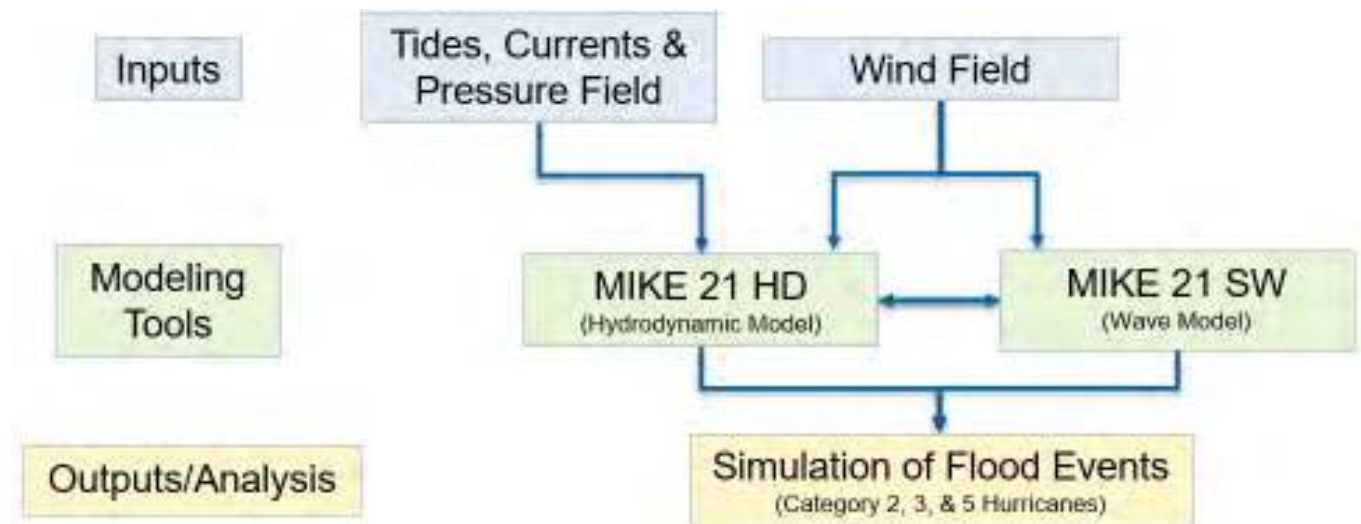 Inputs
Tides, Currents &
Pressure Field
Wind Field
Modeling
Tools
MIKE 21 HD
(Hydrodynamic Model)
MIKE 21 SW
(Wave Model)
Outputs/Analysis
Simulation of Flood Events
(Category 2, 3, & 5 Hurricanes)